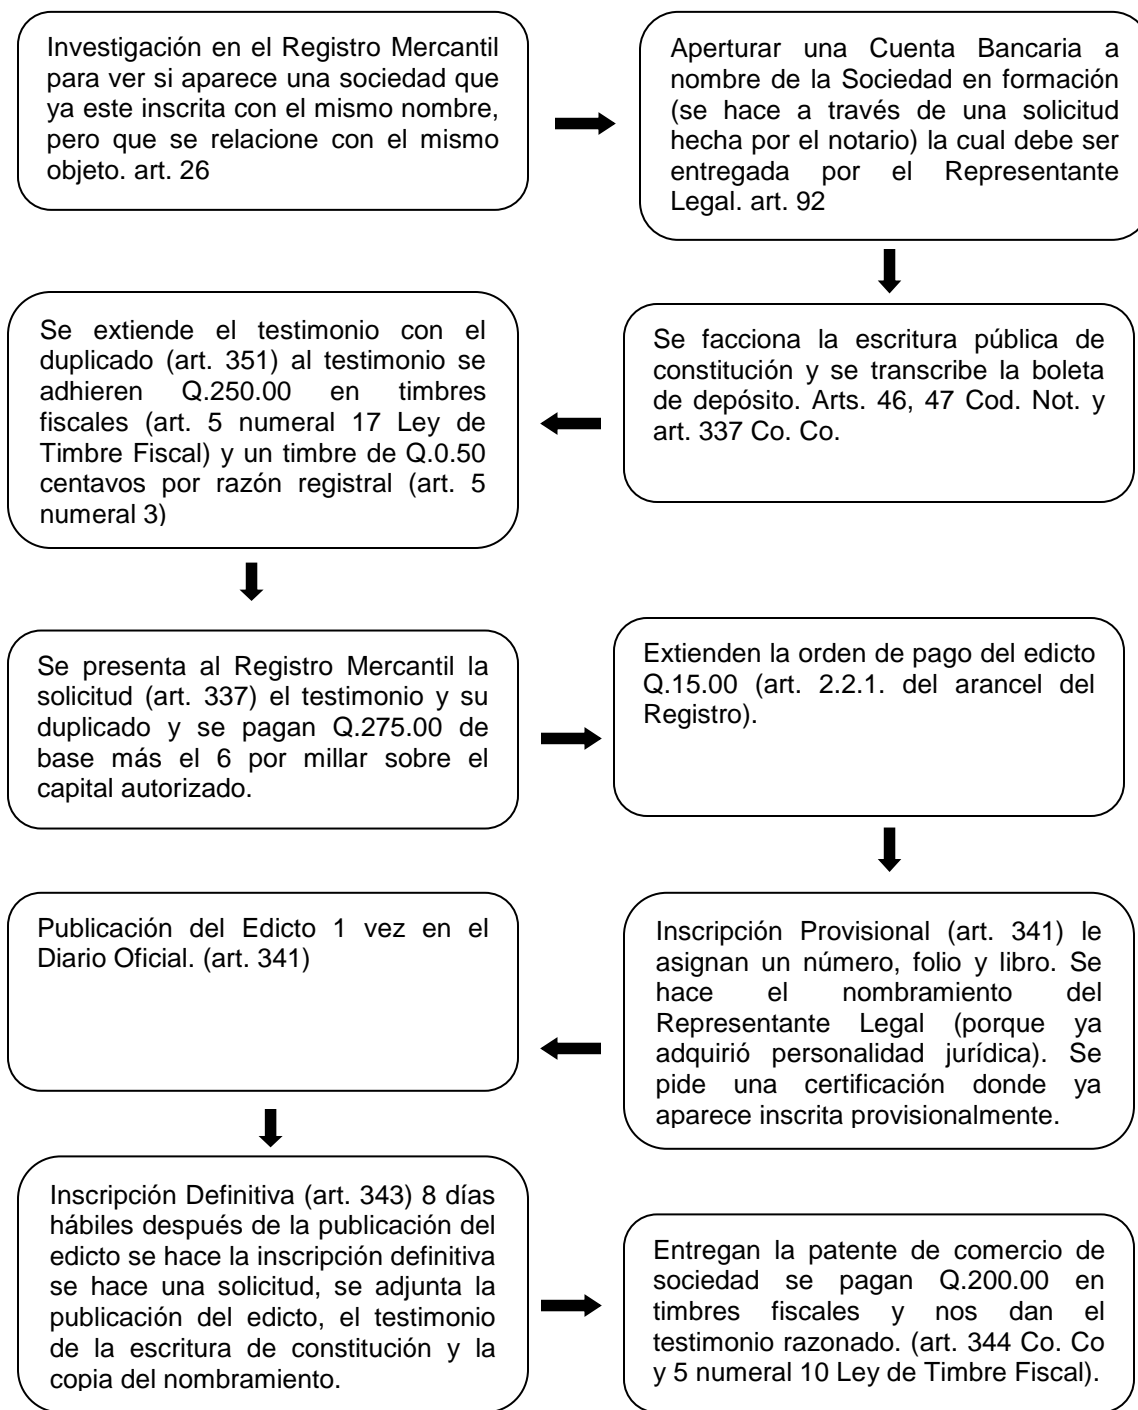 Investigación en el Registro Mercantil
para ver si aparece una sociedad que
ya este inscrita con el mismo nombre,
pero que se relacione con el mismo
objeto. art. 26
Aperturar una Cuenta Bancaria a
nombre de la Sociedad en formación
(se hace a través de una solicitud
hecha por el notario) la cual debe ser
entregada por el Representante
Legal. art. 92
Se facciona la escritura pública de
constitución y se transcribe la boleta
de depósito. Arts. 46, 47 Cod. Not. y
art. 337 Co. Co.
Se extiende el testimonio con el
duplicado (art. 351) al testimonio se
adhieren Q.250.00 en timbres
fiscales (art. 5 numeral 17 Ley de
Timbre Fiscal) y un timbre de Q.0.50
centavos por razón registral (art. 5
numeral 3)
Se presenta al Registro Mercantil la
solicitud (art. 337) el testimonio y su
duplicado y se pagan Q.275.00 de
base más el 6 por millar sobre el
capital autorizado.
Extienden la orden de pago del edicto
Q.15.00 (art. 2.2.1. del arancel del
Registro).
Inscripción Provisional (art. 341) le
asignan un número, folio y libro. Se
hace el nombramiento del
Representante Legal (porque ya
adquirió personalidad jurídica). Se
pide una certificación donde ya
aparece inscrita provisionalmente.
Publicación del Edicto 1 vez en el
Diario Oficial. (art. 341)
Inscripción Definitiva (art. 343) 8 días
hábiles después de la publicación del
edicto se hace la inscripción definitiva
se hace una solicitud, se adjunta la
publicación del edicto, el testimonio
de la escritura de constitución y la
copia del nombramiento.
Entregan la patente de comercio de
sociedad se pagan Q.200.00 en
timbres fiscales y nos dan el
testimonio razonado. (art. 344 Co. Co
y 5 numeral 10 Ley de Timbre Fiscal).